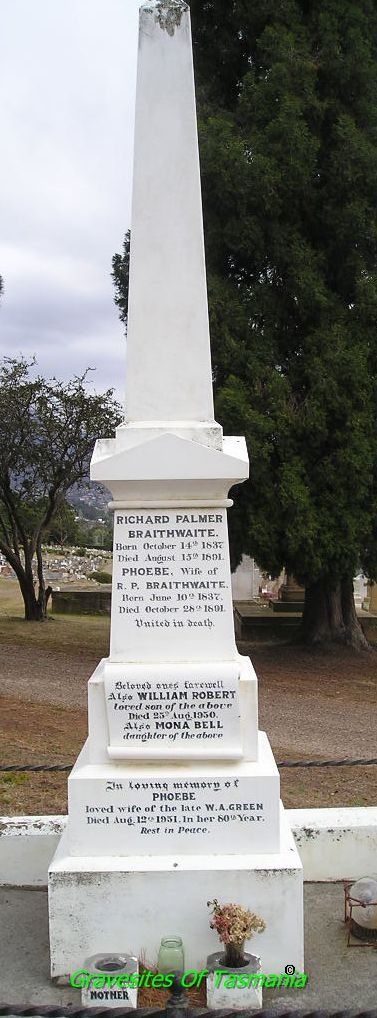 RICHARD PALMER
BRAITHWAITE.
Born October 14th 1837.
Died August 15th 1891.
PHOEBE, Wife of
R. P. BRAITHWAITE.
Born June 10th 1837.
Died October 28th 1891.
United in death.
Beloved ones farewell
Also WILLIAM ROBERT
loved son of the above
Died 25th Aug. 1950.
Also MONA BELL
daughter of the above
In loving memory of
PHOEBE
loved wife of the late W.A. GREEN
Died Aug. 12th 1951. In her 80th Year.
Rest in Peace.
MOTHER
Gravesites Of Tasmania ©